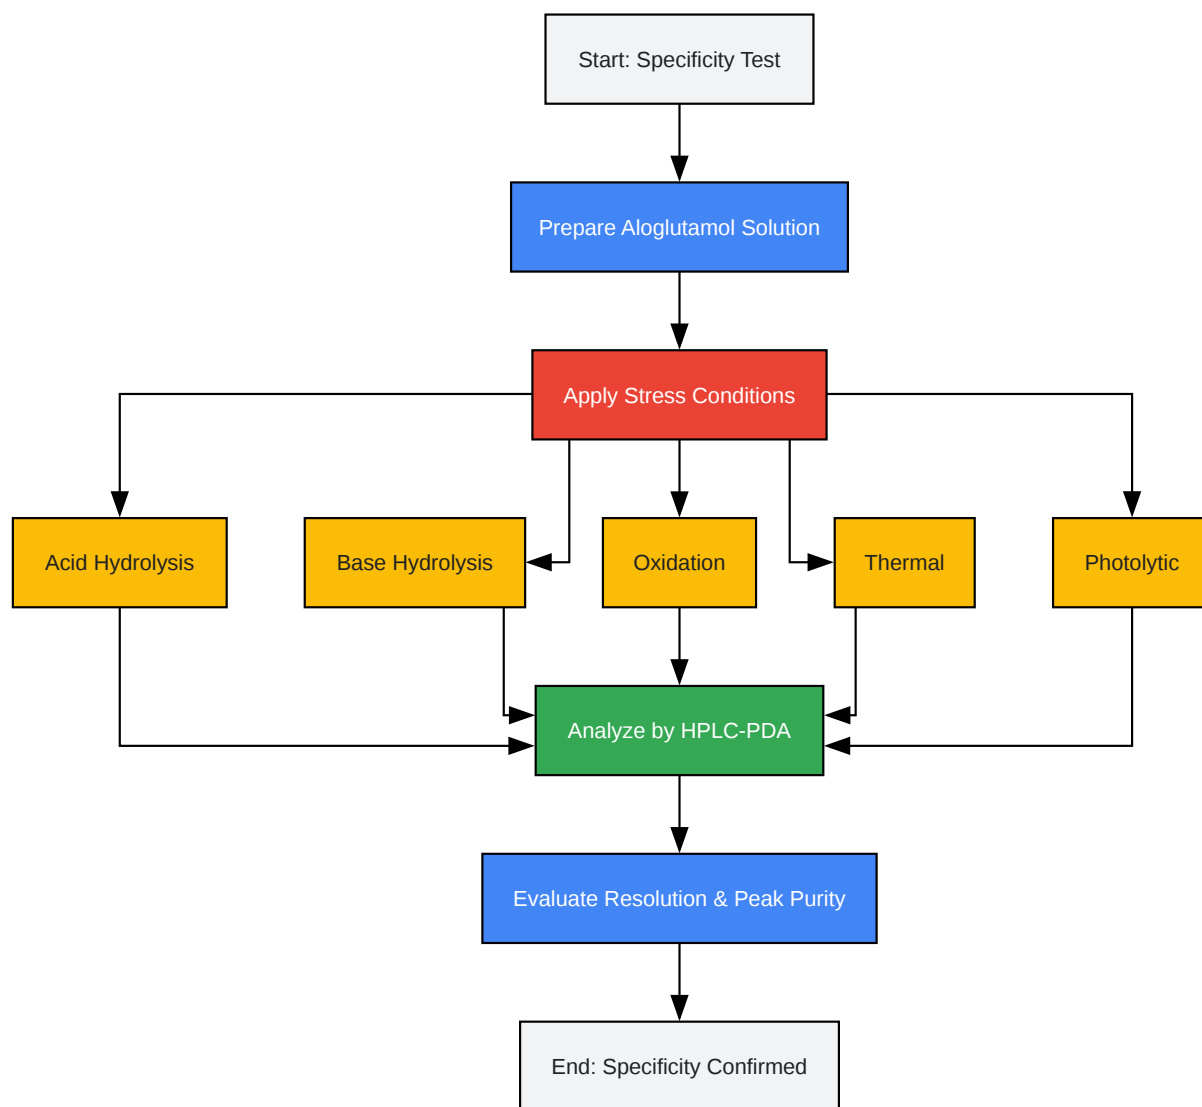 Start: Specificity Test
Prepare Aloglutamol Solution
Apply Stress Conditions
Acid Hydrolysis
Base Hydrolysis
Oxidation
Thermal
Photolytic
Analyze by HPLC-PDA
Evaluate Resolution & Peak Purity
End: Specificity Confirmed